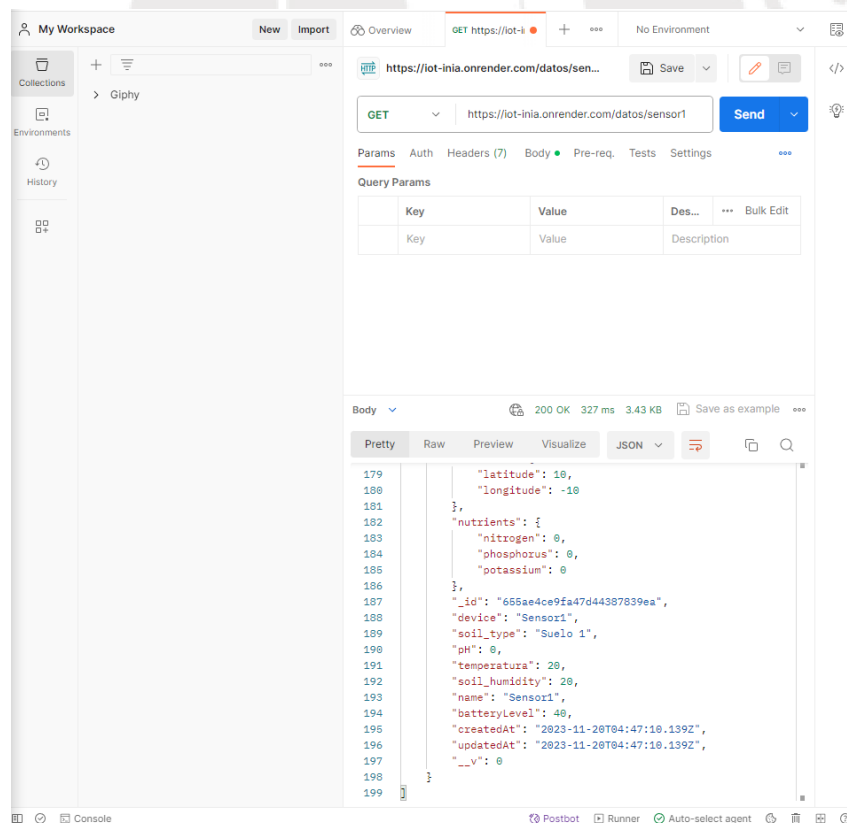 My Workspace New Import Overview GET https://iot-i No Environment
Collections
Environments
History
Giphy
HTTP https://iot-inia.onrender.com/datos/sen... Save
GET https://iot-inia.onrender.com/datos/sensor1 Send
Params Auth Headers (7) Body Pre-req. Tests Settings
Query Params
Key Value Des... Bulk Edit
Key Value Description
Body 200 OK 327 ms 3.43 KB Save as example
Pretty Raw Preview Visualize JSON
179 "latitude": 10,
180 "longitude": -10
181 },
182 "nutrients": {
183 "nitrogen": 0,
184 "phosphorus": 0,
185 "potassium": 0
186 },
187 "_id": "655ae4ce9fa47d44387839ea",
188 "device": "Sensor1",
189 "soil_type": "Suelo 1",
190 "pH": 0,
191 "temperatura": 20,
192 "soil_humidity": 20,
193 "name": "Sensor1",
194 "batteryLevel": 40,
195 "createdAt": "2023-11-20T04:47:10.139Z",
196 "updatedAt": "2023-11-20T04:47:10.139Z",
197 "__v": 0
198 }
199 ]
Console Postbot Runner Auto-select agent